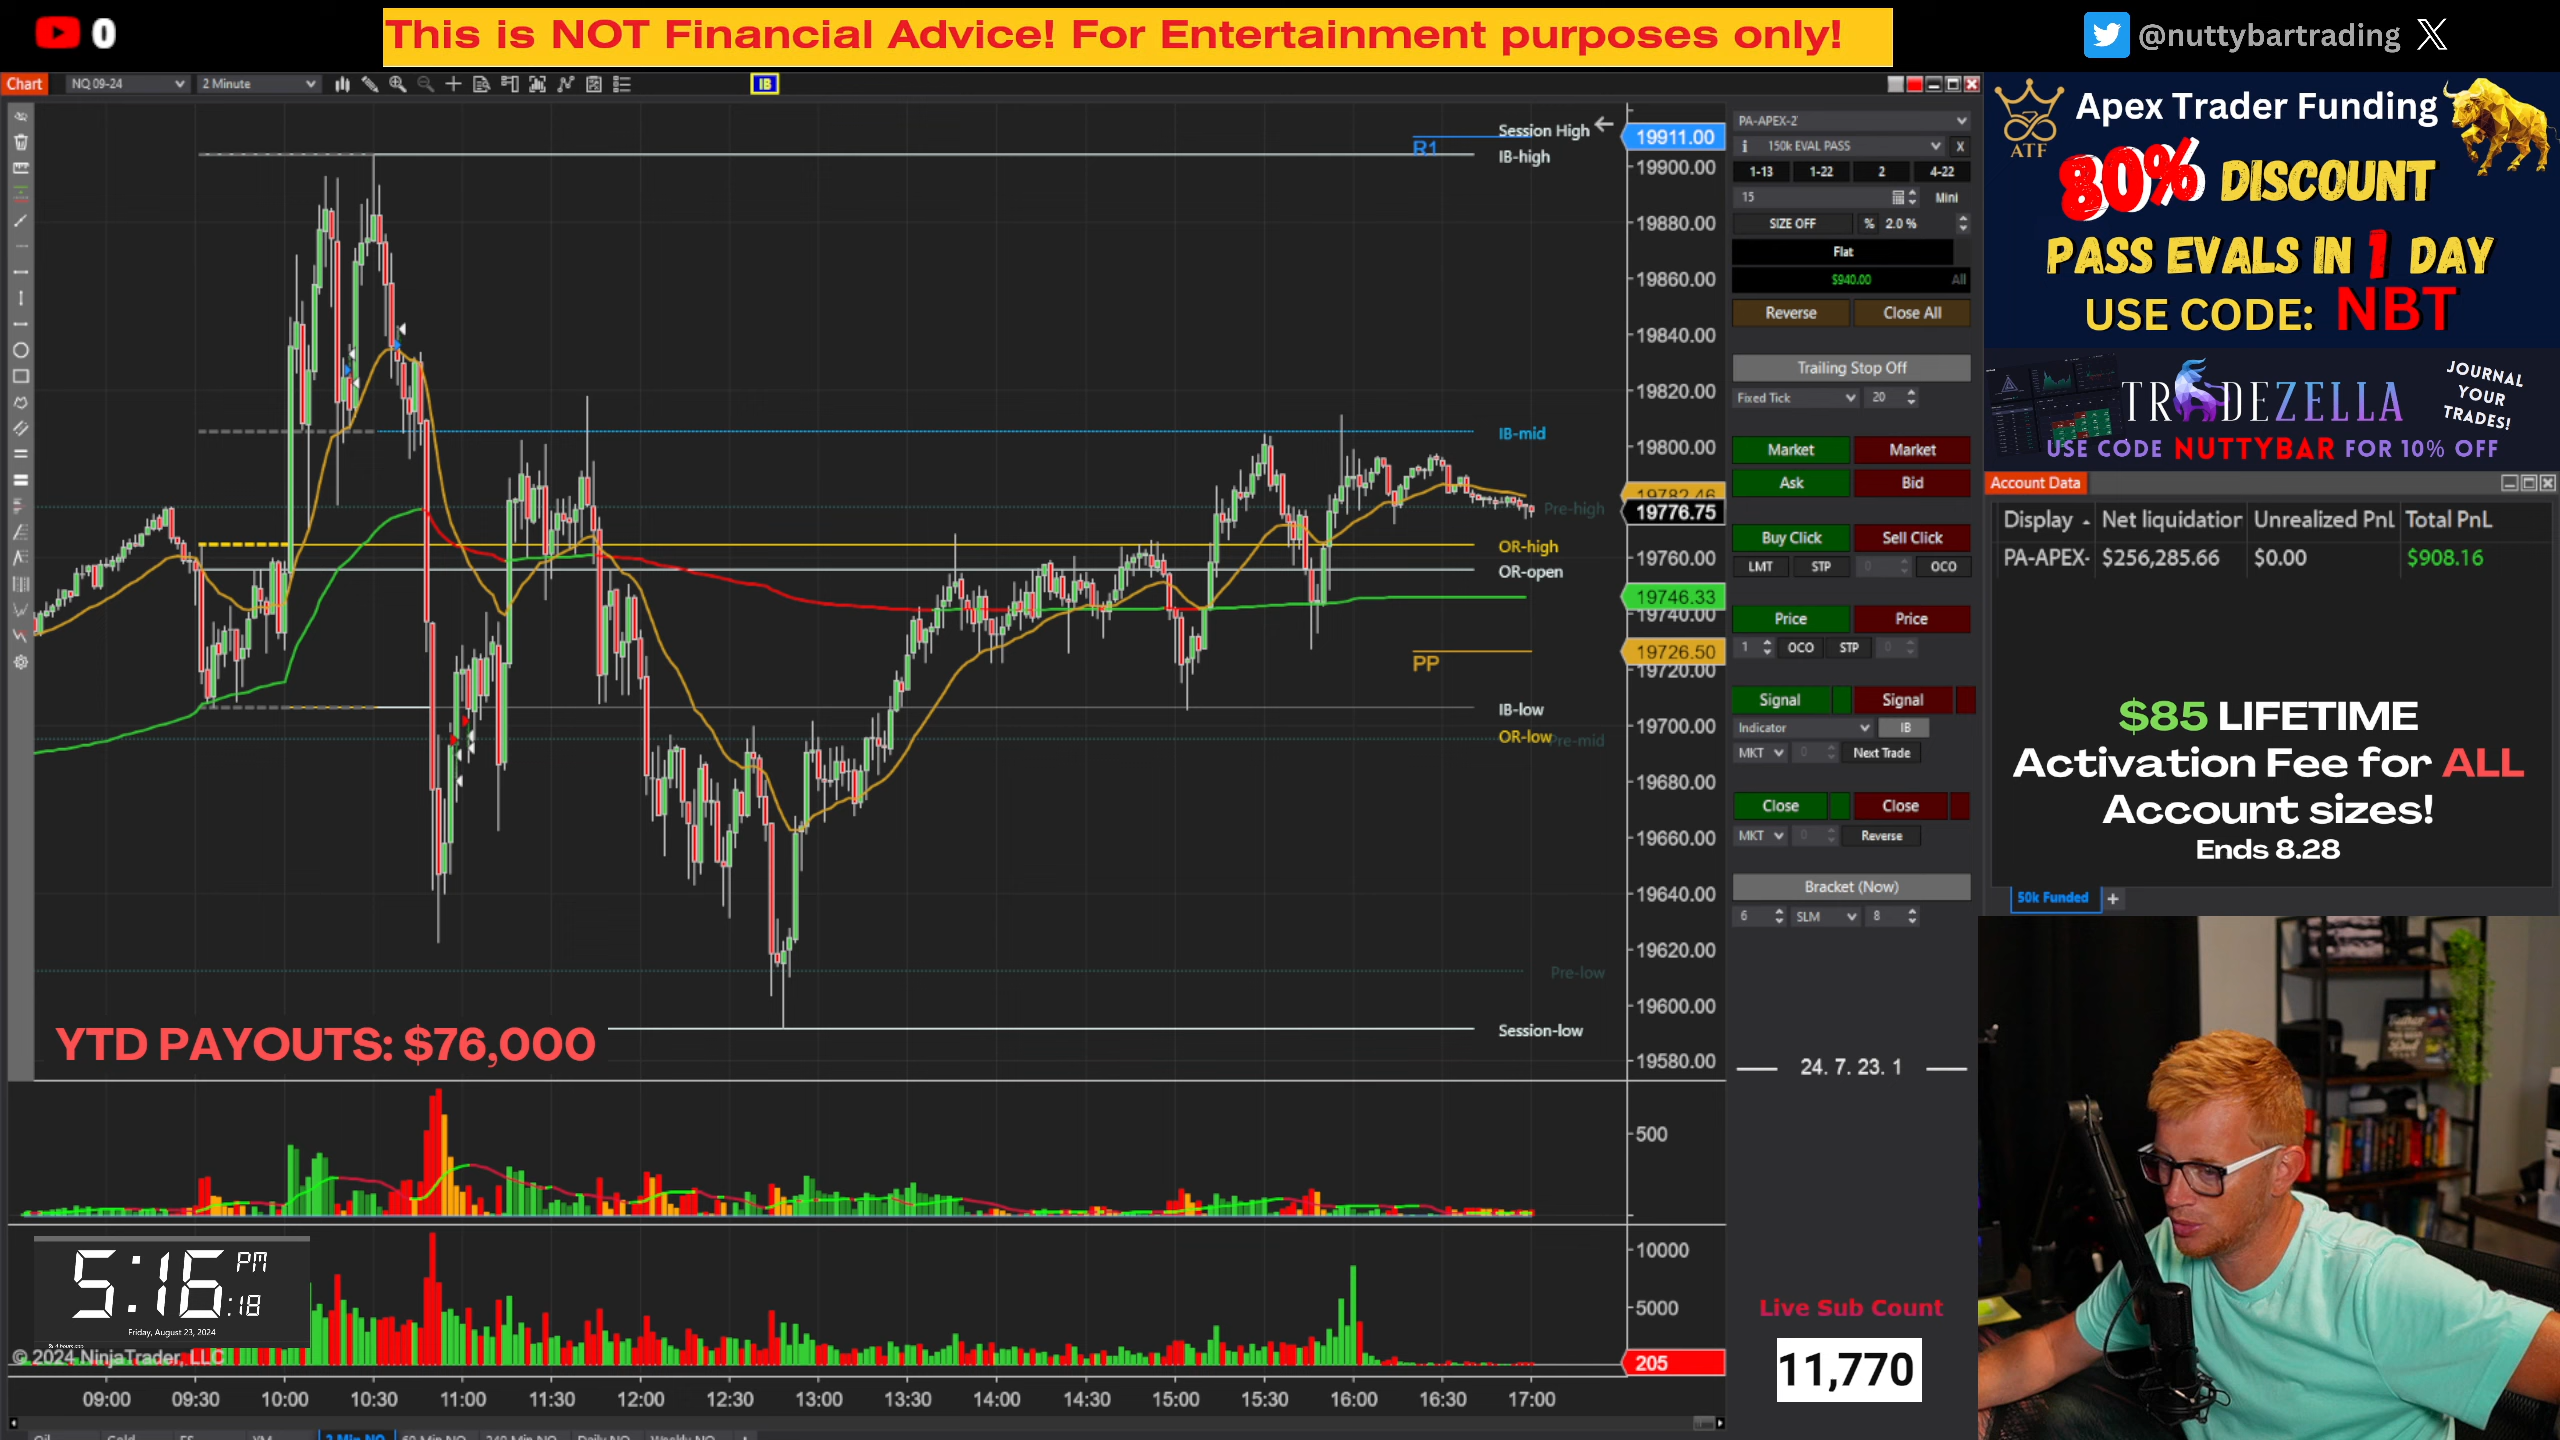 0
This is NOT Financial Advice! For Entertainment purposes only!
@nuttybartrading
Chart
NQ 09-24
2 Minute
IB
Session High
R1
IB-high
IB-mid
Pre-high
OR-high
OR-open
PP
IB-low
OR-low
Pre-mid
Pre-low
Session-low
19911.00
19900.00
19880.00
19860.00
19840.00
19820.00
19800.00
19782.46
19776.75
19760.00
19746.33
19740.00
19726.50
19720.00
19700.00
19680.00
19660.00
19640.00
19620.00
19600.00
19580.00
YTD PAYOUTS: $76,000
500
10000
5000
205
5:16 PM
:18
Friday, August 23, 2024
© 2024 NinjaTrader, LLC
09:00 09:30 10:00 10:30 11:00 11:30 12:00 12:30 13:00 13:30 14:00 14:30 15:00 15:30 16:00 16:30 17:00
PA-APEX-2
150k EVAL PASS X
1-13 1-22 2 4-22
15 Mini
SIZE OFF % 2.0 %
Flat
$940.00 All
Reverse Close All
Trailing Stop Off
Fixed Tick 20
Market Market
Ask Bid
Buy Click Sell Click
LMT STP 0 OCO
Price Price
1 OCO STP 0
Signal Signal
Indicator IB
MKT 0 Next Trade
Close Close
MKT 0 Reverse
Bracket (Now)
6 SLM 8
24. 7. 23. 1
Live Sub Count
11,770
ATF
Apex Trader Funding
80% DISCOUNT
PASS EVALS IN 1 DAY
USE CODE: NBT
TRADEZELLA
JOURNAL
YOUR
TRADES!
USE CODE NUTTYBAR FOR 10% OFF
Account Data
Display Net liquidation Unrealized PnL Total PnL
PA-APEX- $256,285.66 $0.00 $908.16
$85 LIFETIME
Activation Fee for ALL
Account sizes!
Ends 8.28
50k Funded +